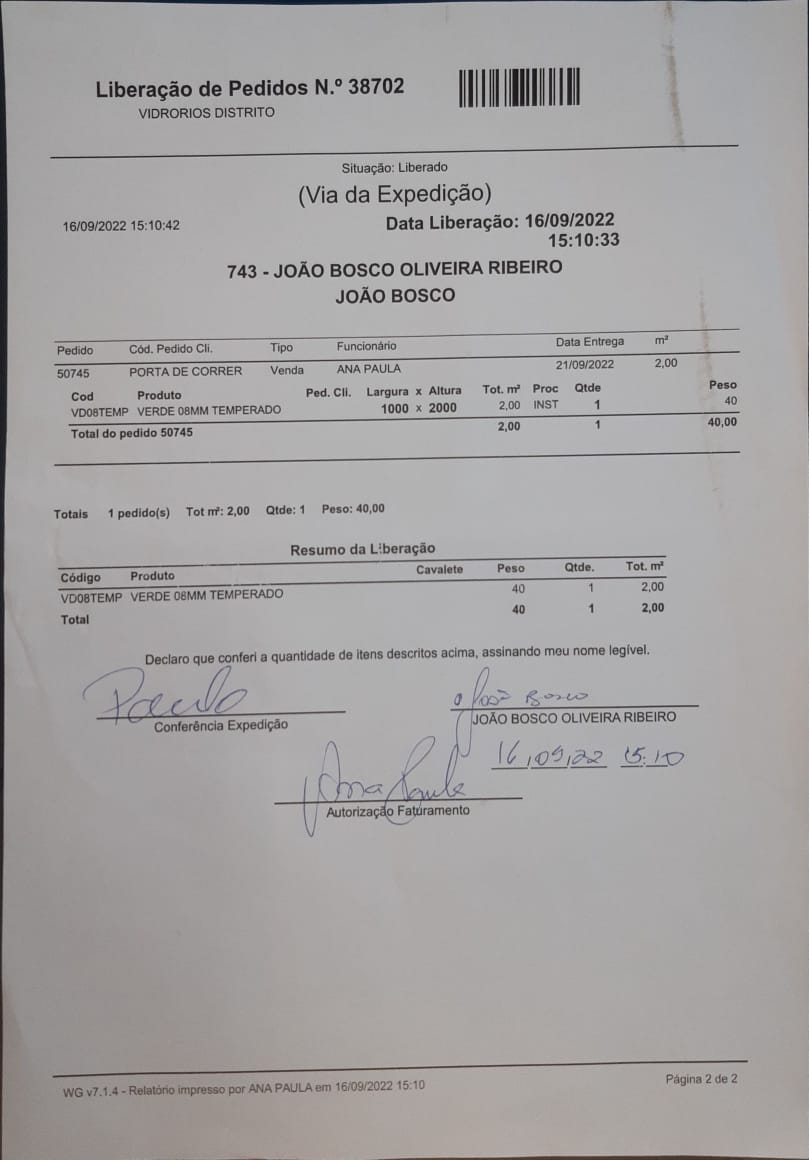 Liberação de Pedidos N.º 38702
VIDRORIOS DISTRITO
Situação: Liberado
(Via da Expedição)
16/09/2022 15:10:42
Data Liberação: 16/09/2022
15:10:33
743 - JOÃO BOSCO OLIVEIRA RIBEIRO
JOÃO BOSCO
Pedido Cód. Pedido Cli. Tipo Funcionário Data Entrega m²
50745 PORTA DE CORRER Venda ANA PAULA 21/09/2022 2,00
Cod Produto Ped. Cli. Largura x Altura Tot. m² Proc Qtde Peso
VD08TEMP VERDE 08MM TEMPERADO 1000 x 2000 2,00 INST 1 40
Total do pedido 50745 2,00 1 40,00
Totais 1 pedido(s) Tot m²: 2,00 Qtde: 1 Peso: 40,00
Resumo da Liberação
Código Produto Cavalete Peso Qtde. Tot. m²
VD08TEMP VERDE 08MM TEMPERADO 40 1 2,00
Total 40 1 2,00
Declaro que conferi a quantidade de itens descritos acima, assinando meu nome legível.
Paulo João Bosco
Conferência Expedição JOÃO BOSCO OLIVEIRA RIBEIRO
16,09,22 15:10
Ana Paula
Autorização Faturamento
WG v7.1.4 - Relatório impresso por ANA PAULA em 16/09/2022 15:10 Página 2 de 2